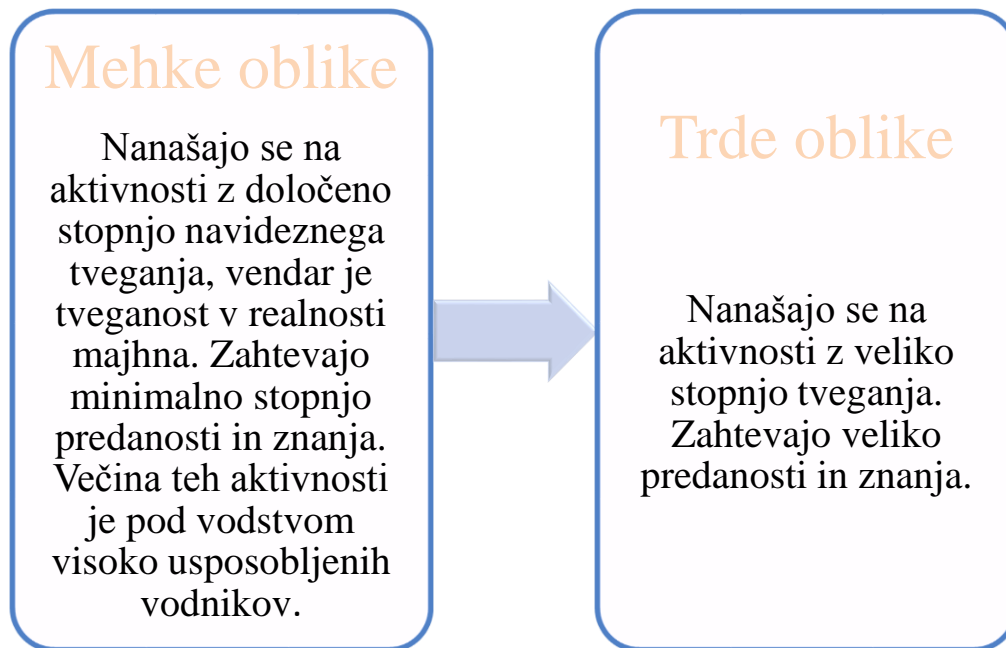 Mehke oblike
Nanašajo se na
aktivnosti z določeno
stopnjo navideznega
tveganja, vendar je
tveganost v realnosti
majhna. Zahtevajo
minimalno stopnjo
predanosti in znanja.
Večina teh aktivnosti
je pod vodstvom
visoko usposobljenih
vodnikov.
Trde oblike
Nanašajo se na
aktivnosti z veliko
stopnjo tveganja.
Zahtevajo veliko
predanosti in znanja.